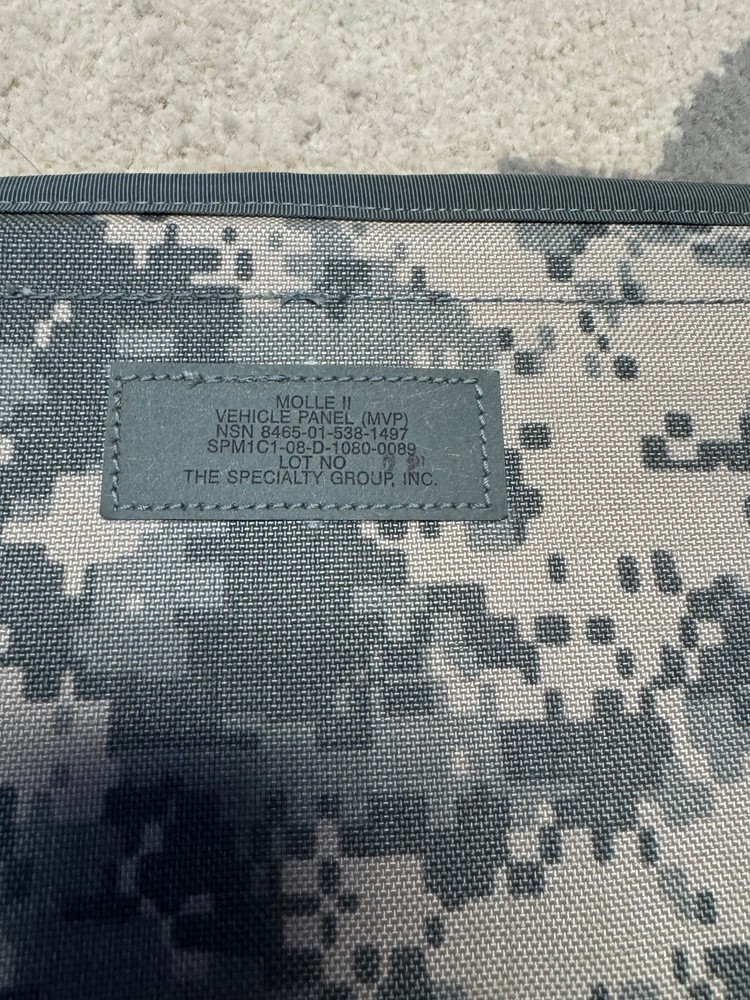 MOLLE II
VEHICLE PANEL (MVP)
NSN 8465-01-538-1497
SPM1C1-08-D-1080-0089
LOT NO
THE SPECIALTY GROUP, INC.